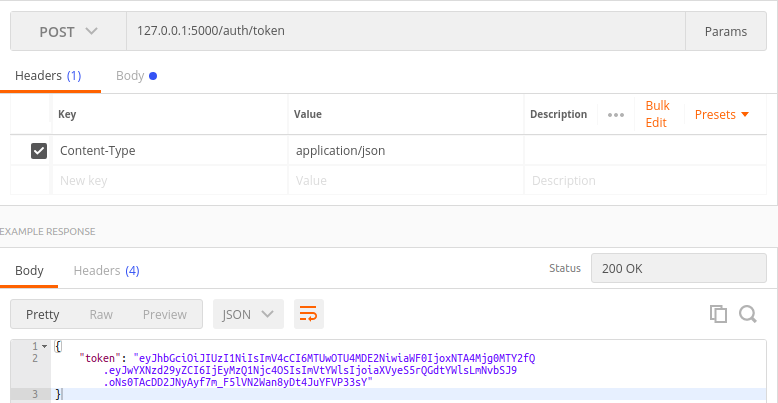 POST 127.0.0.1:5000/auth/token Params
Headers (1) Body
Key Value Description ••• Bulk Edit Presets
Content-Type application/json
New key Value Description
EXAMPLE RESPONSE
Body Headers (4) Status 200 OK
Pretty Raw Preview JSON
1 {
2 "token": "eyJhbGciOiJIUzI1NiIsImV4cCI6MTUwOTU4MDE2NiwiaWF0IjoxNTA4Mjg0MTY2fQ
.eyJwYXNzd29yZCI6IjEyMzQ1Njc4OSIsImVtYWlsIjoiaXVyeS5rQGdtYWlsLmNvbSJ9
.oNs0TAcDD2JNyAyf7m_F5lVN2Wan8yDt4JuYFVP33sY"
3 }